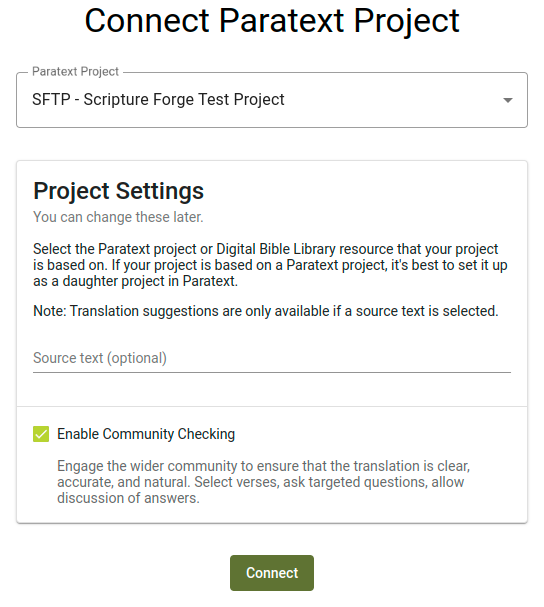 Connect Paratext Project
Paratext Project
SFTP - Scripture Forge Test Project
Project Settings
You can change these later.
Select the Paratext project or Digital Bible Library resource that your project
is based on. If your project is based on a Paratext project, it's best to set it up
as a daughter project in Paratext.
Note: Translation suggestions are only available if a source text is selected.
Source text (optional)
Enable Community Checking
Engage the wider community to ensure that the translation is clear,
accurate, and natural. Select verses, ask targeted questions, allow
discussion of answers.
Connect